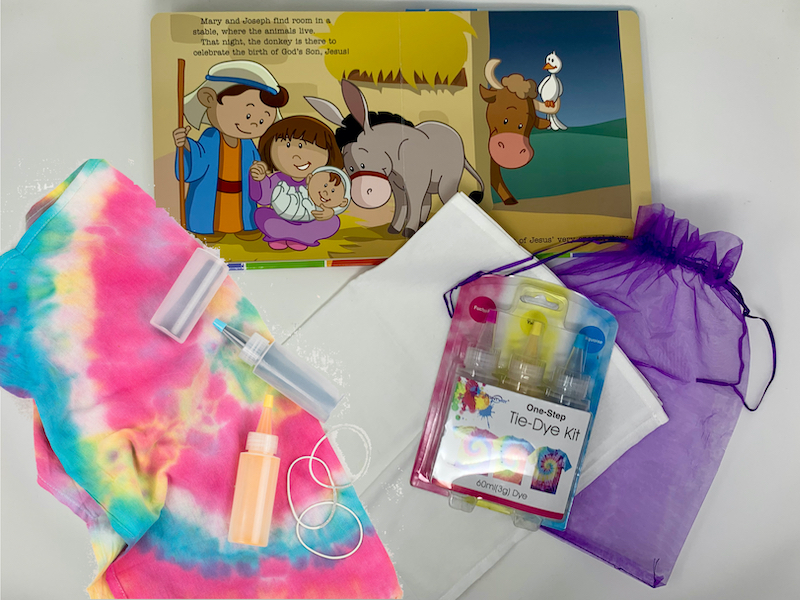 Mary and Joseph find room in a
stable, where the animals live.
That night, the donkey is there to
celebrate the birth of God's Son, Jesus!
of Jesus' very
One-Step
Tie-Dye Kit
60ml(3g) Dye